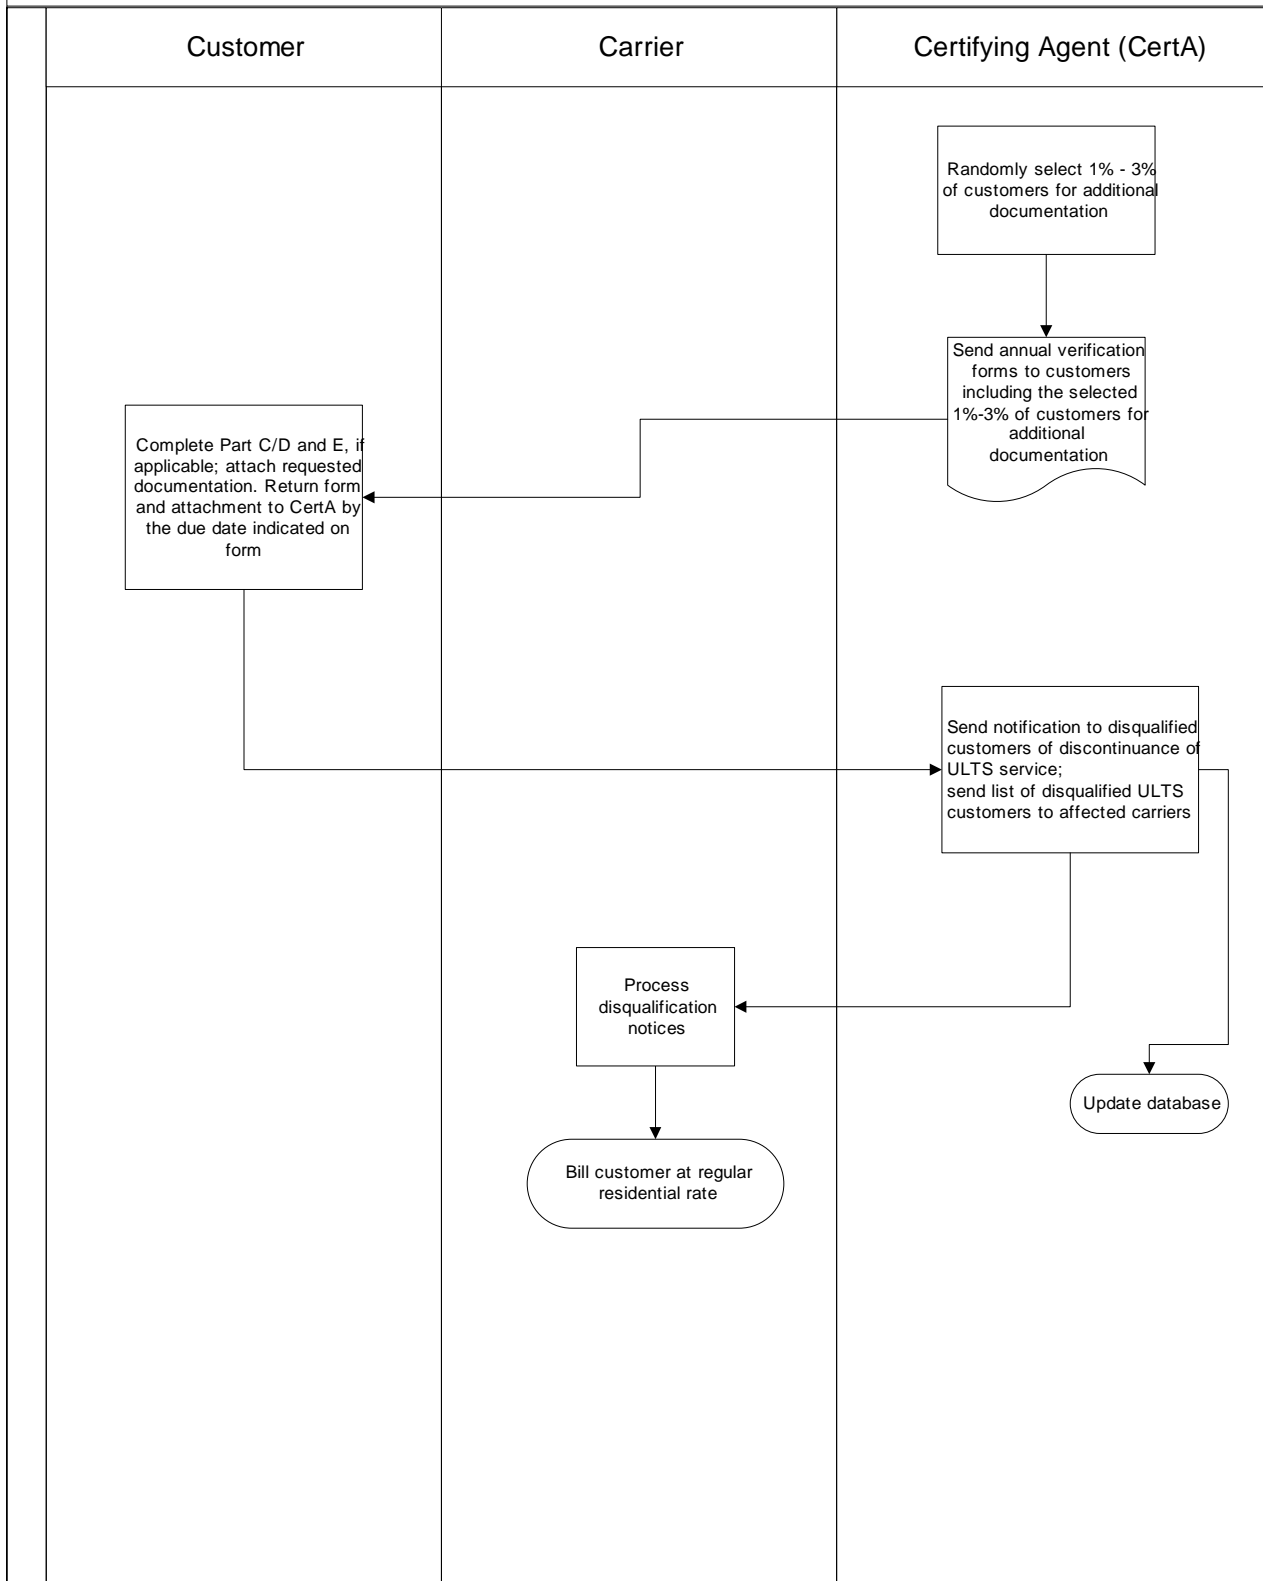 Customer
Carrier
Certifying Agent (CertA)
Randomly select 1% - 3%
of customers for additional
documentation
Send annual verification
forms to customers
including the selected
1%-3% of customers for
additional
documentation
Complete Part C/D and E, if
applicable; attach requested
documentation. Return form
and attachment to CertA by
the due date indicated on
form
Send notification to disqualified
customers of discontinuance of
ULTS service;
send list of disqualified ULTS
customers to affected carriers
Process
disqualification
notices
Update database
Bill customer at regular
residential rate